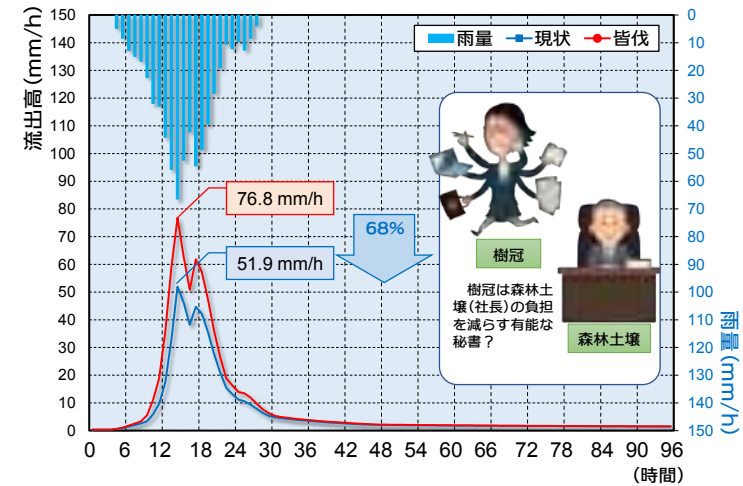 雨量 現状 皆伐
流出高(mm/h)
150
140
130
120
110
100
90
80
70
60
50
40
30
20
10
0
0
10
20
30
40
50
60
70
80
90
100
110
120
130
140
150
雨量(mm/h)
76.8 mm/h
51.9 mm/h
68%
樹冠
樹冠は森林土
壌(社長)の負担
を減らす有能な
秘書？
森林土壌
0 6 12 18 24 30 36 42 48 54 60 66 72 78 84 90 96
(時間)